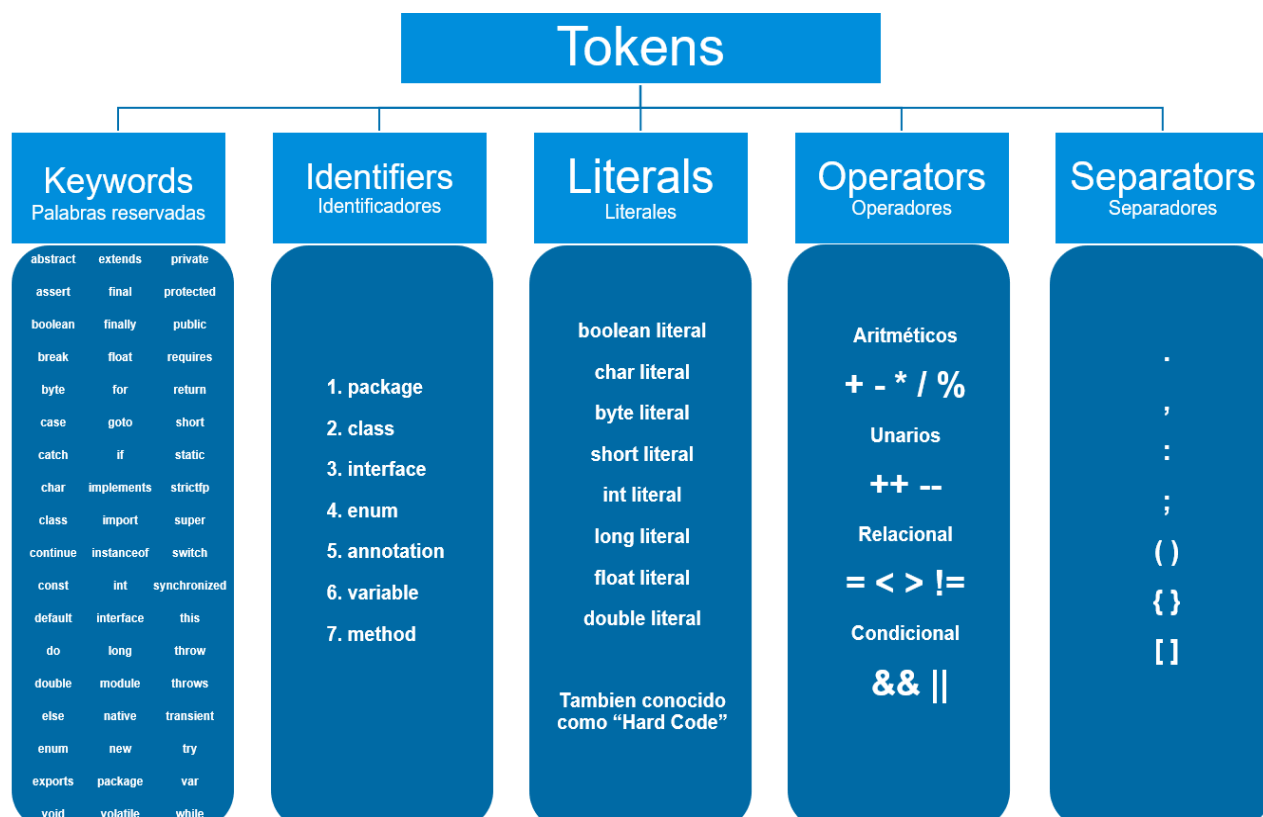 Tokens
Keywords
Palabras reservadas
abstract extends private
assert final protected
boolean finally public
break float requires
byte for return
case goto short
catch if static
char implements strictfp
class import super
continue instanceof switch
const int synchronized
default interface this
do long throw
double module throws
else native transient
enum new try
exports package var
void volatile while
Identifiers
Identificadores
1. package
2. class
3. interface
4. enum
5. annotation
6. variable
7. method
Literals
Literales
boolean literal
char literal
byte literal
short literal
int literal
long literal
float literal
double literal
Tambien conocido
como “Hard Code”
Operators
Operadores
Aritméticos
+ - * / %
Unarios
++ --
Relacional
= < > !=
Condicional
&& ||
Separators
Separadores
.
,
:
;
( )
{ }
[ ]